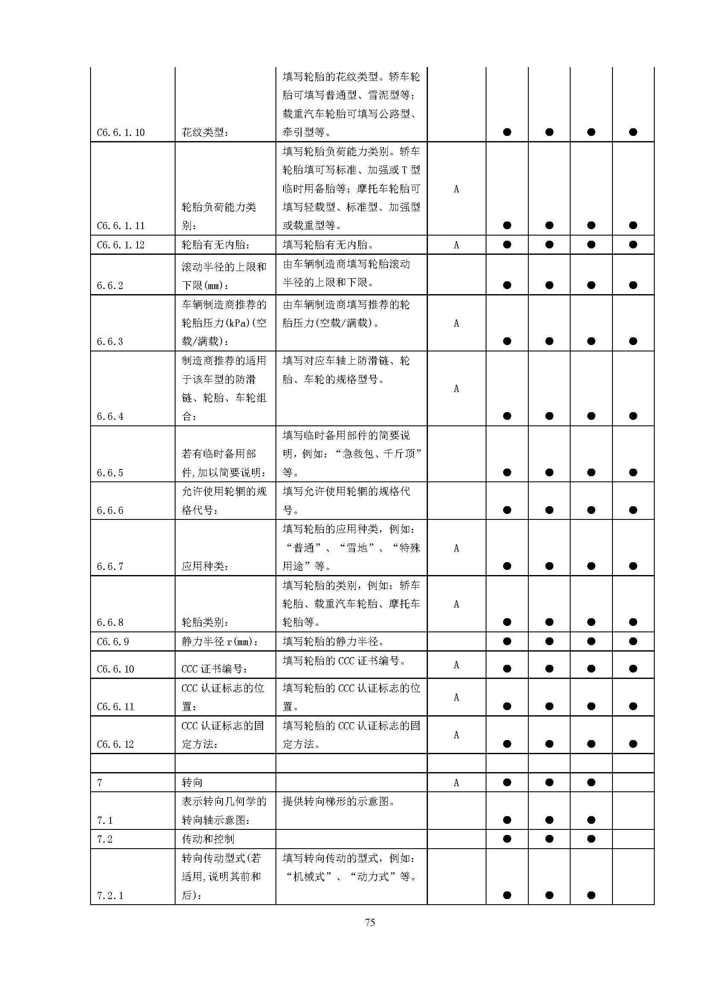 填写轮胎的花纹类型。轿车轮
胎可填写普通型、雪泥型等；
载重汽车轮胎可填写公路型、
C6.6.1.10 花纹类型： 牵引型等。 ● ● ● ●
填写轮胎负荷能力类别。轿车
轮胎填可写标准、加强或 T 型
临时用备胎等；摩托车轮胎可 A
轮胎负荷能力类 填写轻载型、标准型、加强型
C6.6.1.11 别： 或载重型等。 ● ● ● ●
C6.6.1.12 轮胎有无内胎： 填写轮胎有无内胎。 A ● ● ● ●
滚动半径的上限和 由车辆制造商填写轮胎滚动
6.6.2 下限(mm)： 半径的上限和下限。 ● ● ● ●
车辆制造商推荐的 由车辆制造商填写推荐的轮
轮胎压力(kPa)(空 胎压力(空载/满载)。 A
6.6.3 载/满载)： ● ● ● ●
制造商推荐的适用 填写对应车轴上防滑链、轮
于该车型的防滑 胎、车轮的规格型号。
链、轮胎、车轮组 A
6.6.4 合： ● ● ● ●
填写临时备用部件的简要说
若有临时备用部 明，例如：“急救包、千斤顶”
6.6.5 件,加以简要说明： 等。 ● ● ● ●
允许使用轮辋的规 填写允许使用轮辋的规格代
6.6.6 格代号： 号。 ● ● ● ●
填写轮胎的应用种类，例如：
“普通”、“雪地”、“特殊 A
6.6.7 应用种类： 用途”等。 ● ● ● ●
填写轮胎的类别，例如：轿车
轮胎、载重汽车轮胎、摩托车 A
6.6.8 轮胎类别： 轮胎等。 ● ● ● ●
C6.6.9 静力半径 r(mm)： 填写轮胎的静力半径。 ● ● ● ●
C6.6.10 CCC 证书编号： 填写轮胎的 CCC 证书编号。 A ● ● ● ●
CCC 认证标志的位 填写轮胎的 CCC 认证标志的位 A
C6.6.11 置： 置。 ● ● ● ●
CCC 认证标志的固 填写轮胎的 CCC 认证标志的固 A
C6.6.12 定方法： 定方法。 ● ● ● ●
7 转向 A ● ● ●
表示转向几何学的 提供转向梯形的示意图。
7.1 转向轴示意图： ● ● ●
7.2 传动和控制 ● ● ●
转向传动型式(若 填写转向传动的型式，例如：
适用,说明其前和 “机械式”、“动力式”等。
7.2.1 后)： ● ● ●
75